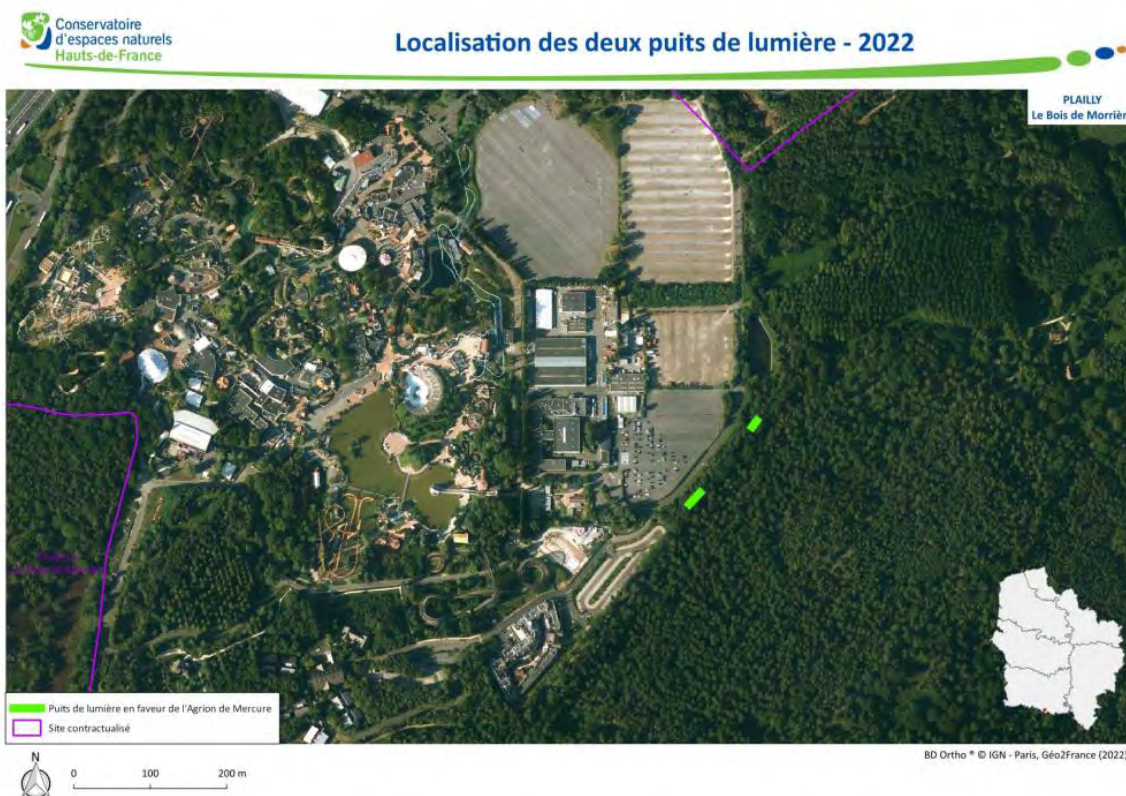 Conservatoire
d'espaces naturels
Hauts-de-France
Localisation des deux puits de lumière - 2022
PLAILLY
Le Bois de Morrièr
Puits de lumière en faveur de l'Agrion de Mercure
Site contractualisé
N
0 100 200 m
BD Ortho ® © IGN - Paris, Géo2France (2022)